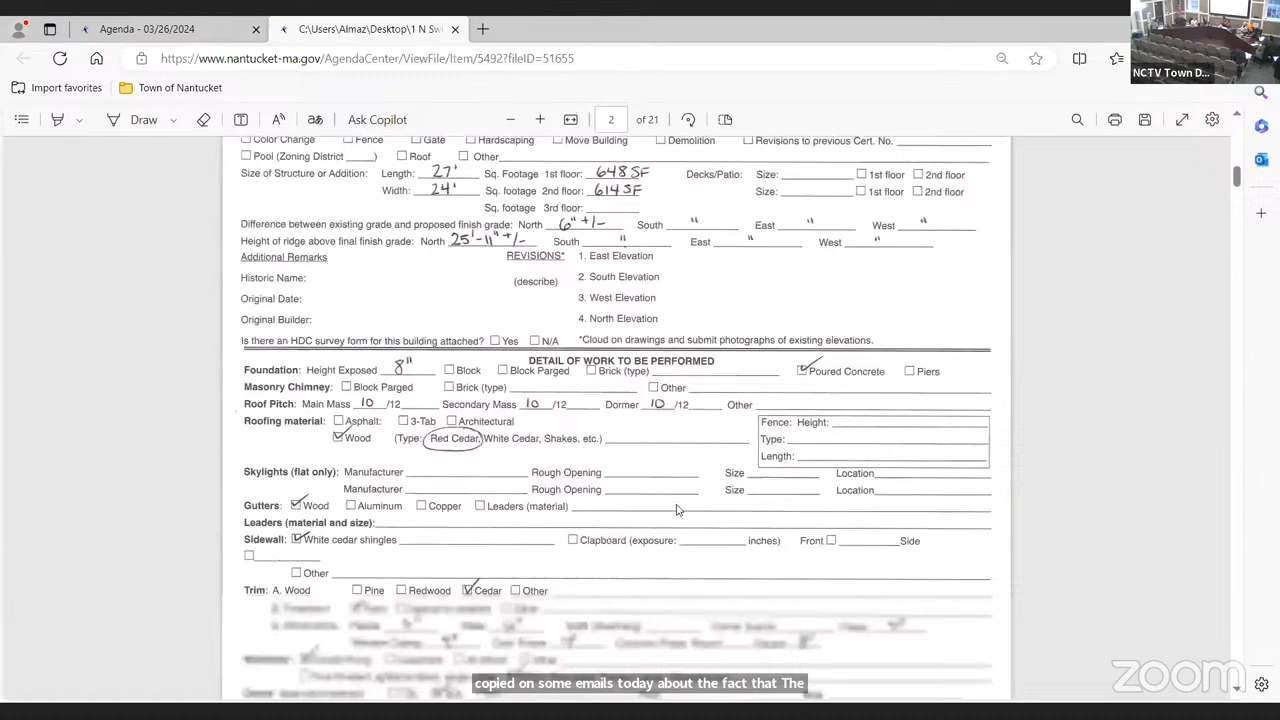 Agenda - 03/26/2024
C:\Users\Almaz\Desktop\1 N Sw
https://www.nantucket-ma.gov/AgendaCenter/ViewFile/Item/5492?fileID=51655
NCTV Town D...
Import favorites Town of Nantucket
Draw Ask Copilot 2 of 21
Color Change Fence Gate Hardscaping Move Building Demolition Revisions to previous Cert. No.
Pool (Zoning District ) Roof Other
Size of Structure or Addition: Length: 27' Sq. Footage 1st floor: 648 SF Decks/Patio: Size: 1st floor 2nd floor
Width: 24' Sq. footage 2nd floor: 614 SF Size: 1st floor 2nd floor
Sq. footage 3rd floor:
Difference between existing grade and proposed finish grade: North 6" +/- South " East " West "
Height of ridge above final finish grade: North 25'-11" +/- South " East " West "
Additional Remarks REVISIONS* 1. East Elevation
Historic Name: (describe) 2. South Elevation
Original Date: 3. West Elevation
Original Builder: 4. North Elevation
Is there an HDC survey form for this building attached? Yes N/A *Cloud on drawings and submit photographs of existing elevations.
DETAIL OF WORK TO BE PERFORMED
Foundation: Height Exposed 8" Block Block Parged Brick (type) Poured Concrete Piers
Masonry Chimney: Block Parged Brick (type) Other
Roof Pitch: Main Mass 10 /12 Secondary Mass 10 /12 Dormer 10 /12 Other
Roofing material: Asphalt: 3-Tab Architectural
Wood (Type: Red Cedar, White Cedar, Shakes, etc.)
Fence: Height:
Type:
Length:
Skylights (flat only): Manufacturer Rough Opening Size Location
Manufacturer Rough Opening Size Location
Gutters: Wood Aluminum Copper Leaders (material)
Leaders (material and size):
Sidewall: White cedar shingles Clapboard (exposure: inches) Front Side
Other
Trim: A. Wood Pine Redwood Cedar Other
copied on some emails today about the fact that The
zoom